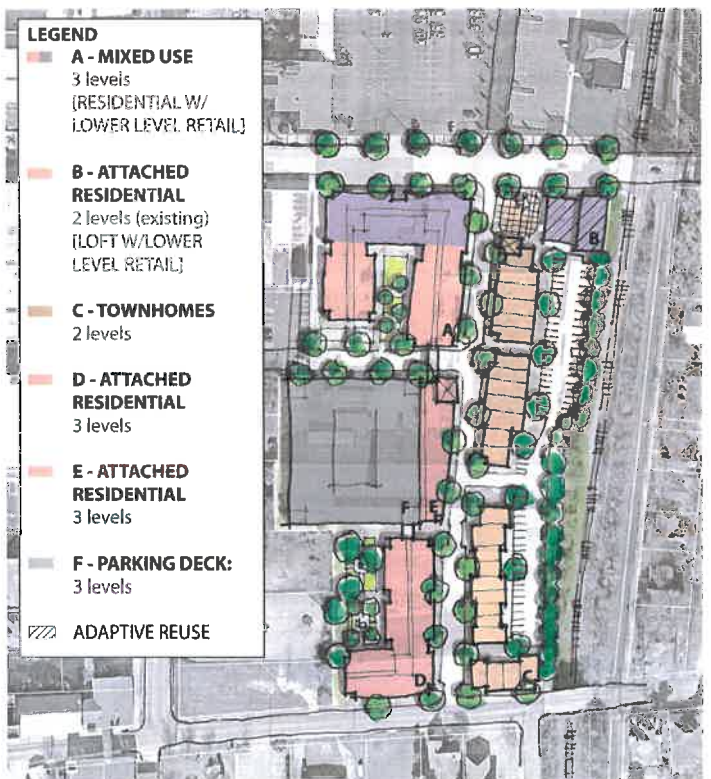 LEGEND
A - MIXED USE
3 levels
[RESIDENTIAL W/
LOWER LEVEL RETAIL]
B - ATTACHED
RESIDENTIAL
2 levels (existing)
[LOFT W/LOWER
LEVEL RETAIL]
C - TOWNHOMES
2 levels
D - ATTACHED
RESIDENTIAL
3 levels
E - ATTACHED
RESIDENTIAL
3 levels
F - PARKING DECK:
3 levels
ADAPTIVE REUSE
B
A
F
E
D
C